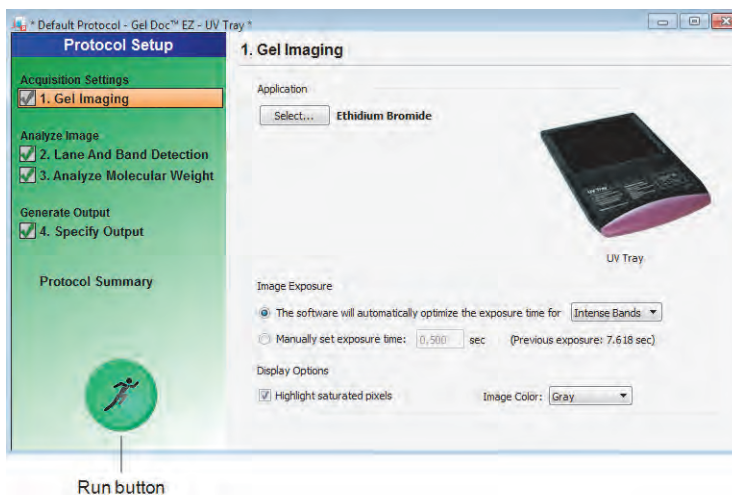 * Default Protocol - Gel Doc™ EZ - UV Tray *
Protocol Setup
Acquisition Settings
1. Gel Imaging
Analyze Image
2. Lane And Band Detection
3. Analyze Molecular Weight
Generate Output
4. Specify Output
Protocol Summary
1. Gel Imaging
Application
Select... Ethidium Bromide
UV Tray
Image Exposure
The software will automatically optimize the exposure time for Intense Bands
Manually set exposure time: 0,500 sec (Previous exposure: 7.618 sec)
Display Options
Highlight saturated pixels Image Color: Gray
Run button